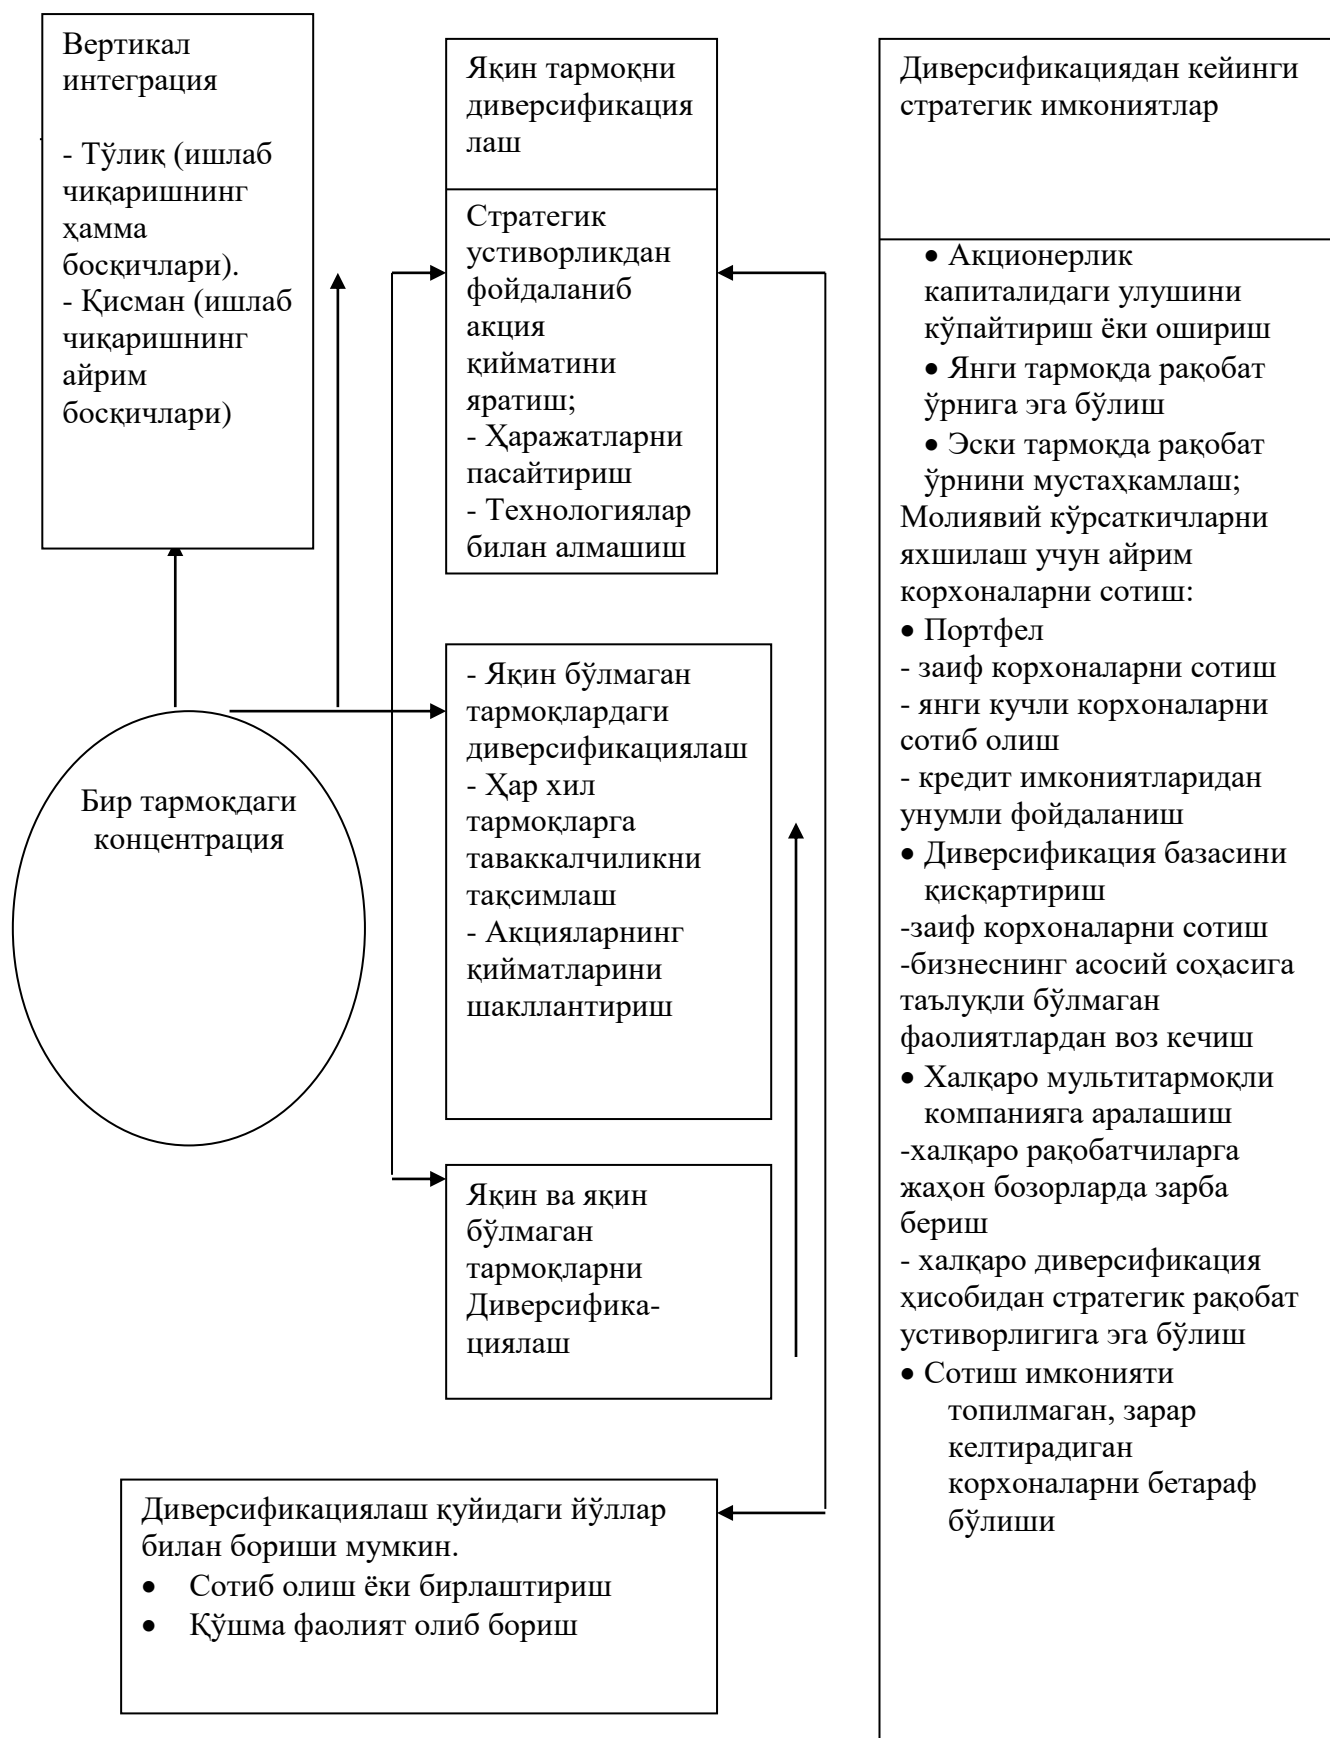 Вертикал
интеграция
- Тўлиқ (ишлаб
чиқаришнинг
ҳамма
босқичлари).
- Қисман (ишлаб
чиқаришнинг
айрим
босқичлари)
Яқин тармоқни
диверсификация
лаш
Стратегик
устиворликдан
фойдаланиб
акция
қийматини
яратиш;
- Ҳаражатларни
пасайтириш
- Технологиялар
билан алмашиш
- Яқин бўлмаган
тармоқлардаги
диверсификациялаш
- Ҳар хил
тармоқларга
таваккалчиликни
тақсимлаш
- Акцияларнинг
қийматларини
шакллантириш
Бир тармоқдаги
концентрация
Яқин ва яқин
бўлмаган
тармоқларни
Диверсифика-
циялаш
Диверсификациялаш қуйидаги йўллар
билан бориши мумкин.
• Сотиб олиш ёки бирлаштириш
• Қўшма фаолият олиб бориш
Диверсификациядан кейинги
стратегик имкониятлар
• Акционерлик
капиталидаги улушини
кўпайтириш ёки ошириш
• Янги тармоқда рақобат
ўрнига эга бўлиш
• Эски тармоқда рақобат
ўрнини мустаҳкамлаш;
Молиявий кўрсаткичларни
яхшилаш учун айрим
корхоналарни сотиш:
• Портфел
- заиф корхоналарни сотиш
- янги кучли корхоналарни
сотиб олиш
- кредит имкониятларидан
унумли фойдаланиш
• Диверсификация базасини
қисқартириш
-заиф корхоналарни сотиш
-бизнеснинг асосий соҳасига
таълуқли бўлмаган
фаолиятлардан воз кечиш
• Халқаро мультитармоқли
компанияга аралашиш
-халқаро рақобатчиларга
жаҳон бозорларда зарба
бериш
- халқаро диверсификация
ҳисобидан стратегик рақобат
устиворлигига эга бўлиш
• Сотиш имконияти
топилмаган, зарар
келтирадиган
корхоналарни бетараф
бўлиши